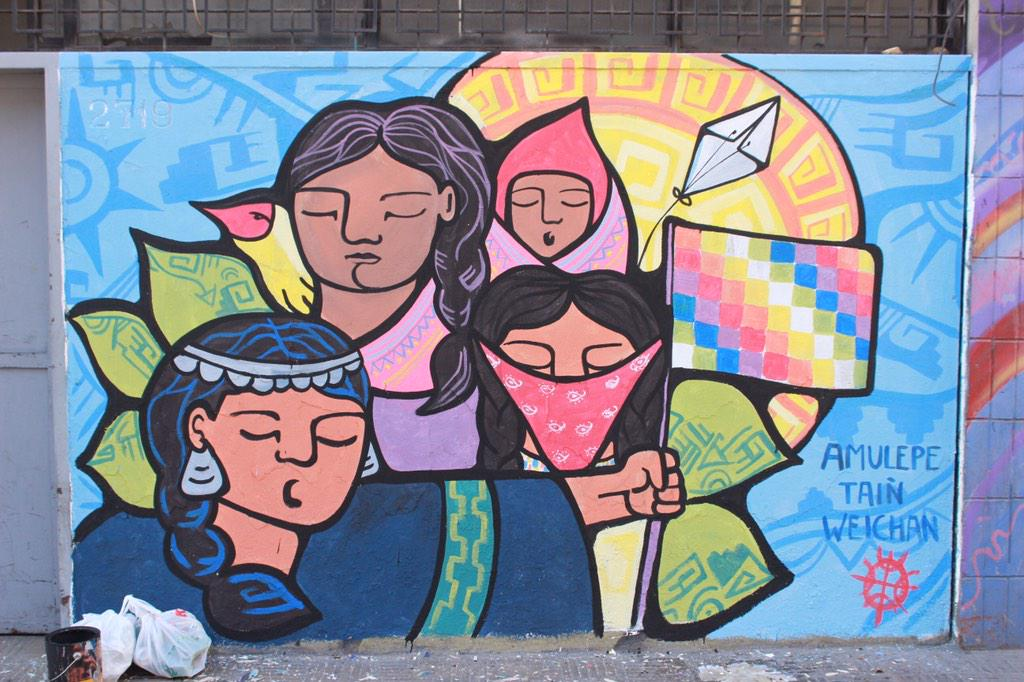 2719
AMULEPE
TAIÑ
WEICHAN